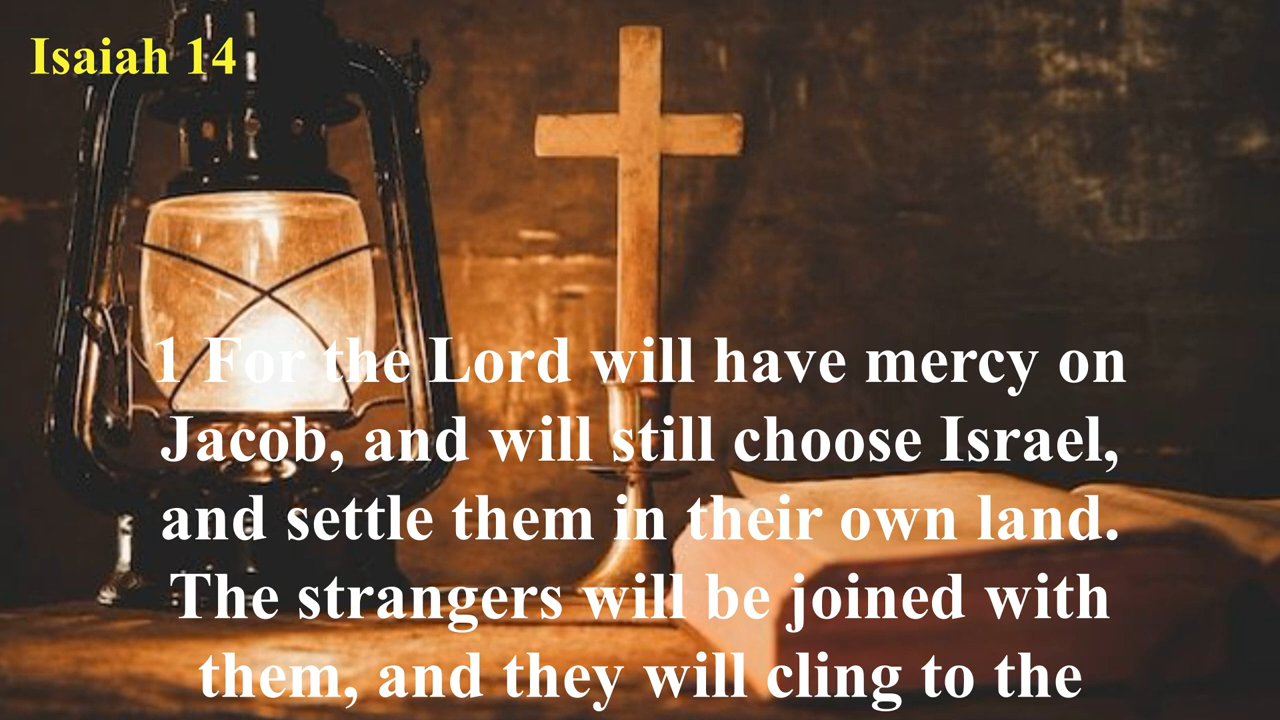 Isaiah 14
1 For the Lord will have mercy on
Jacob, and will still choose Israel,
and settle them in their own land.
The strangers will be joined with
them, and they will cling to the